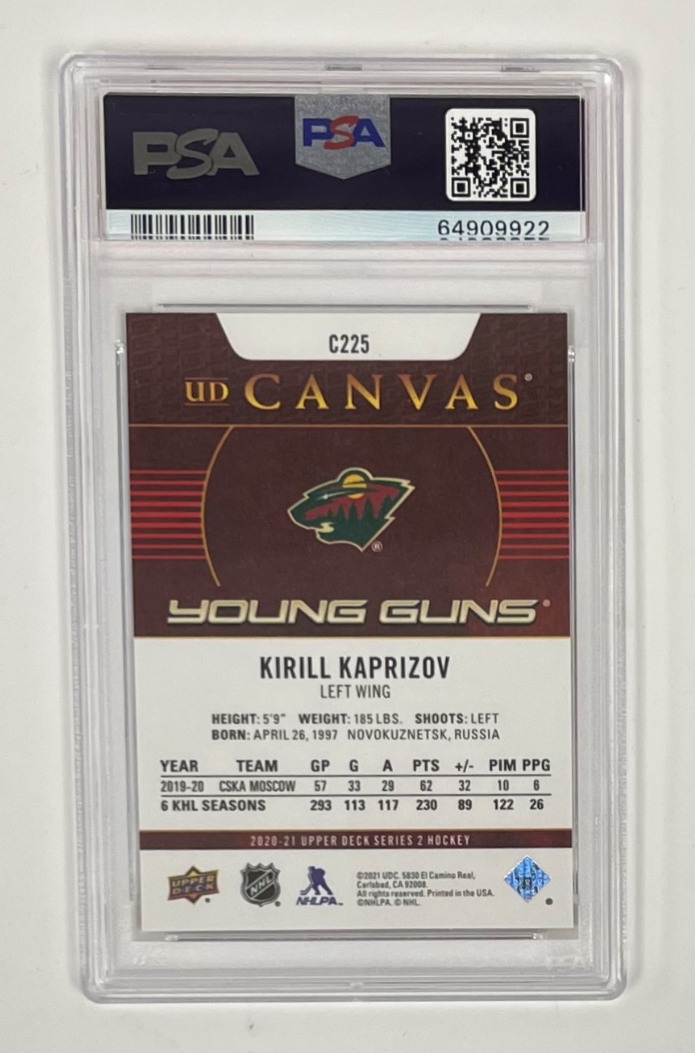 PSA PSA
64909922
C225
UD CANVAS®
®
YOUNG GUNS®
KIRILL KAPRIZOV
LEFT WING
HEIGHT: 5'9" WEIGHT: 185 LBS. SHOOTS: LEFT
BORN: APRIL 26, 1997 NOVOKUZNETSK, RUSSIA
YEAR TEAM GP G A PTS +/- PIM PPG
2019-20 CSKA MOSCOW 57 33 29 62 32 10 6
6 KHL SEASONS 293 113 117 230 89 122 26
2020-21 UPPER DECK SERIES 2 HOCKEY
UPPER DECK NHL NHLPA
©2021 UDC. 5830 El Camino Real,
Carlsbad, CA 92008.
All rights reserved. Printed in the USA.
©NHLPA. © NHL.
PSA